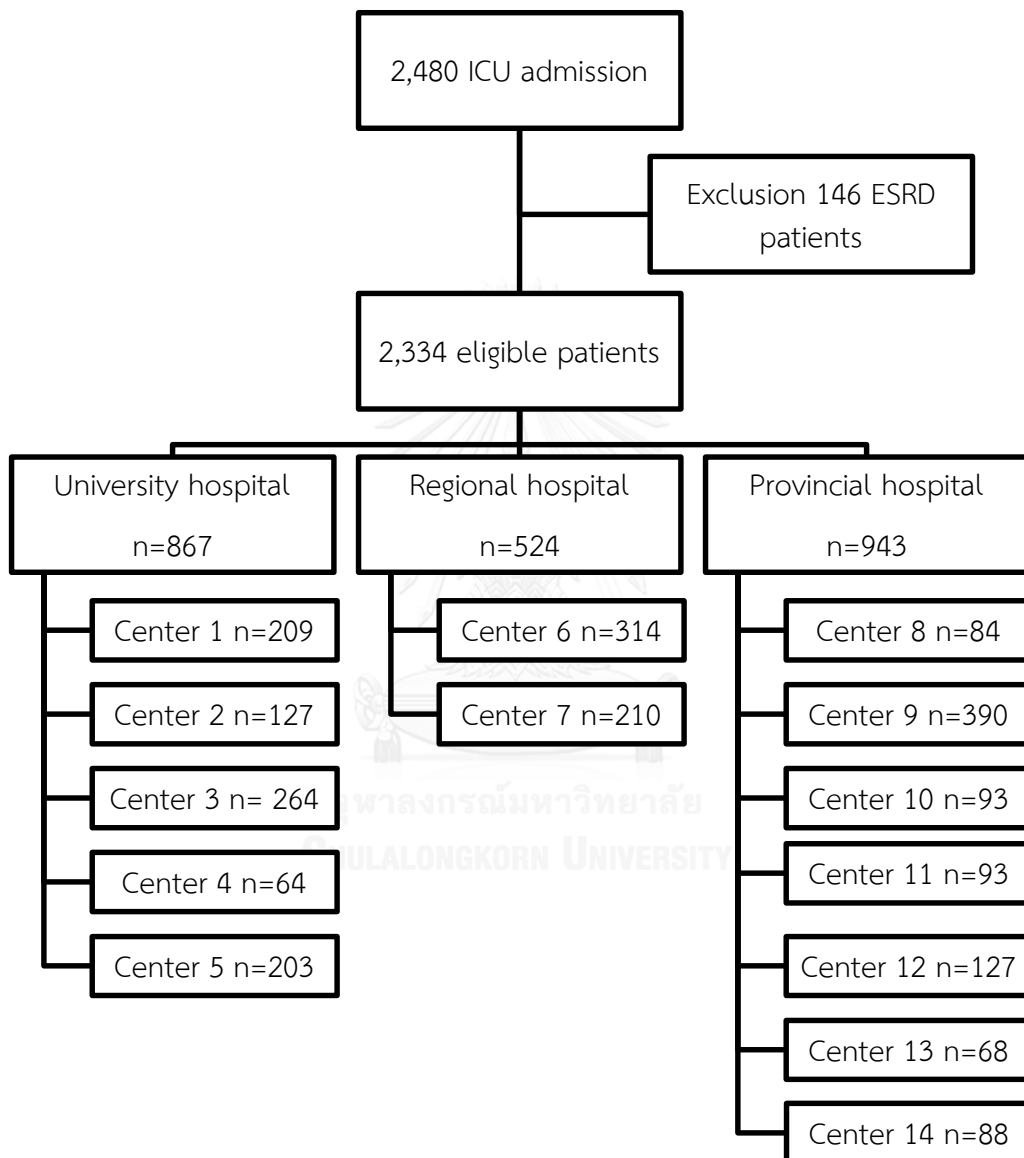 2,480 ICU admission
Exclusion 146 ESRD
patients
2,334 eligible patients
University hospital
n=867
Regional hospital
n=524
Provincial hospital
n=943
Center 1 n=209
Center 2 n=127
Center 3 n= 264
Center 4 n=64
Center 5 n=203
Center 6 n=314
Center 7 n=210
Center 8 n=84
Center 9 n=390
Center 10 n=93
Center 11 n=93
Center 12 n=127
Center 13 n=68
Center 14 n=88
จุฬาลงกรณ์มหาวิทยาลัย
CHULALONGKORN UNIVERSITY